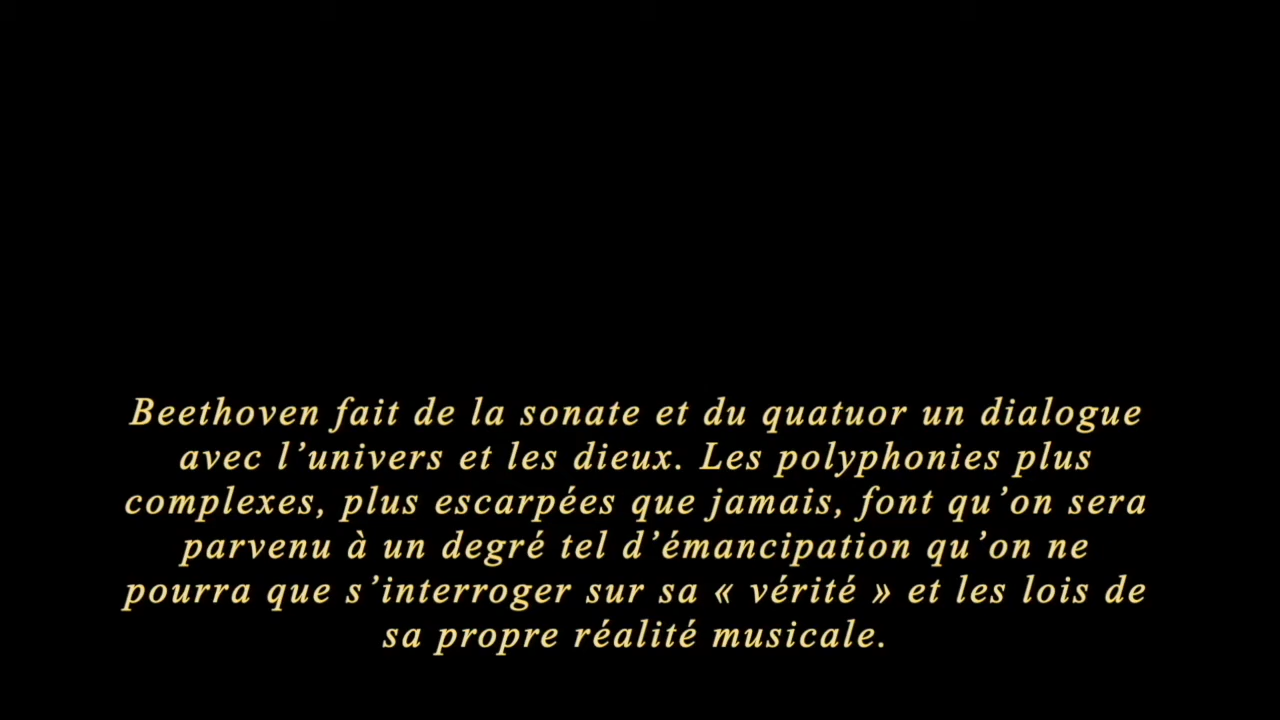 Beethoven fait de la sonate et du quatuor un dialogue
avec l’univers et les dieux. Les polyphonies plus
complexes, plus escarpées que jamais, font qu’on sera
parvenu à un degré tel d’émancipation qu’on ne
pourra que s’interroger sur sa « vérité » et les lois de
sa propre réalité musicale.